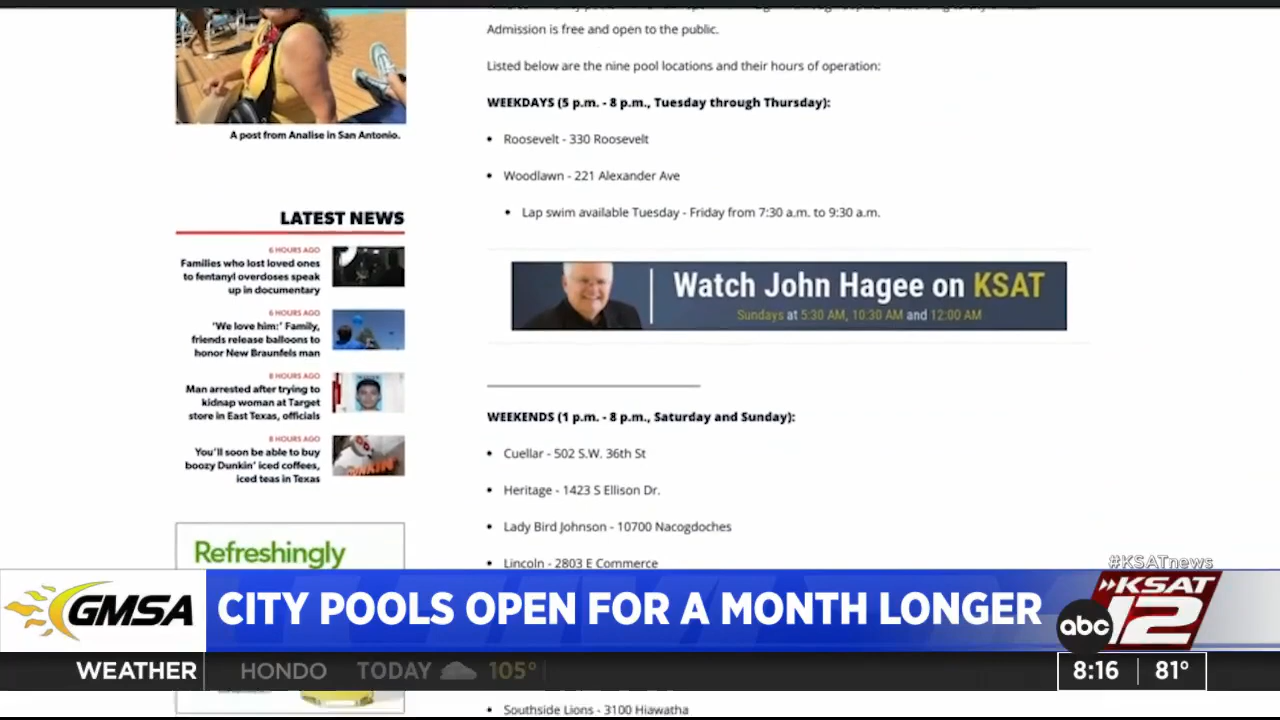 Admission is free and open to the public.
Listed below are the nine pool locations and their hours of operation:
WEEKDAYS (5 p.m. - 8 p.m., Tuesday through Thursday):
• Roosevelt - 330 Roosevelt
• Woodlawn - 221 Alexander Ave
• Lap swim available Tuesday - Friday from 7:30 a.m. to 9:30 a.m.
Watch John Hagee on KSAT
Sundays at 5:30 AM, 10:30 AM and 12:00 AM
WEEKENDS (1 p.m. - 8 p.m., Saturday and Sunday):
• Cuellar - 502 S.W. 36th St
• Heritage - 1423 S Ellison Dr.
• Lady Bird Johnson - 10700 Nacogdoches
• Lincoln - 2803 E Commerce
• Southside Lions - 3100 Hiawatha
A post from Analise in San Antonio.
LATEST NEWS
6 HOURS AGO
Families who lost loved ones
to fentanyl overdoses speak
up in documentary
6 HOURS AGO
'We love him:' Family,
friends release balloons to
honor New Braunfels man
8 HOURS AGO
Man arrested after trying to
kidnap woman at Target
store in East Texas, officials
8 HOURS AGO
You'll soon be able to buy
boozy Dunkin' iced coffees,
iced teas in Texas
DUNKIN'
Refreshingly
#KSATnews
GMSA
CITY POOLS OPEN FOR A MONTH LONGER
abc
KSAT
12
WEATHER
HONDO TODAY 105°
8:16 81°